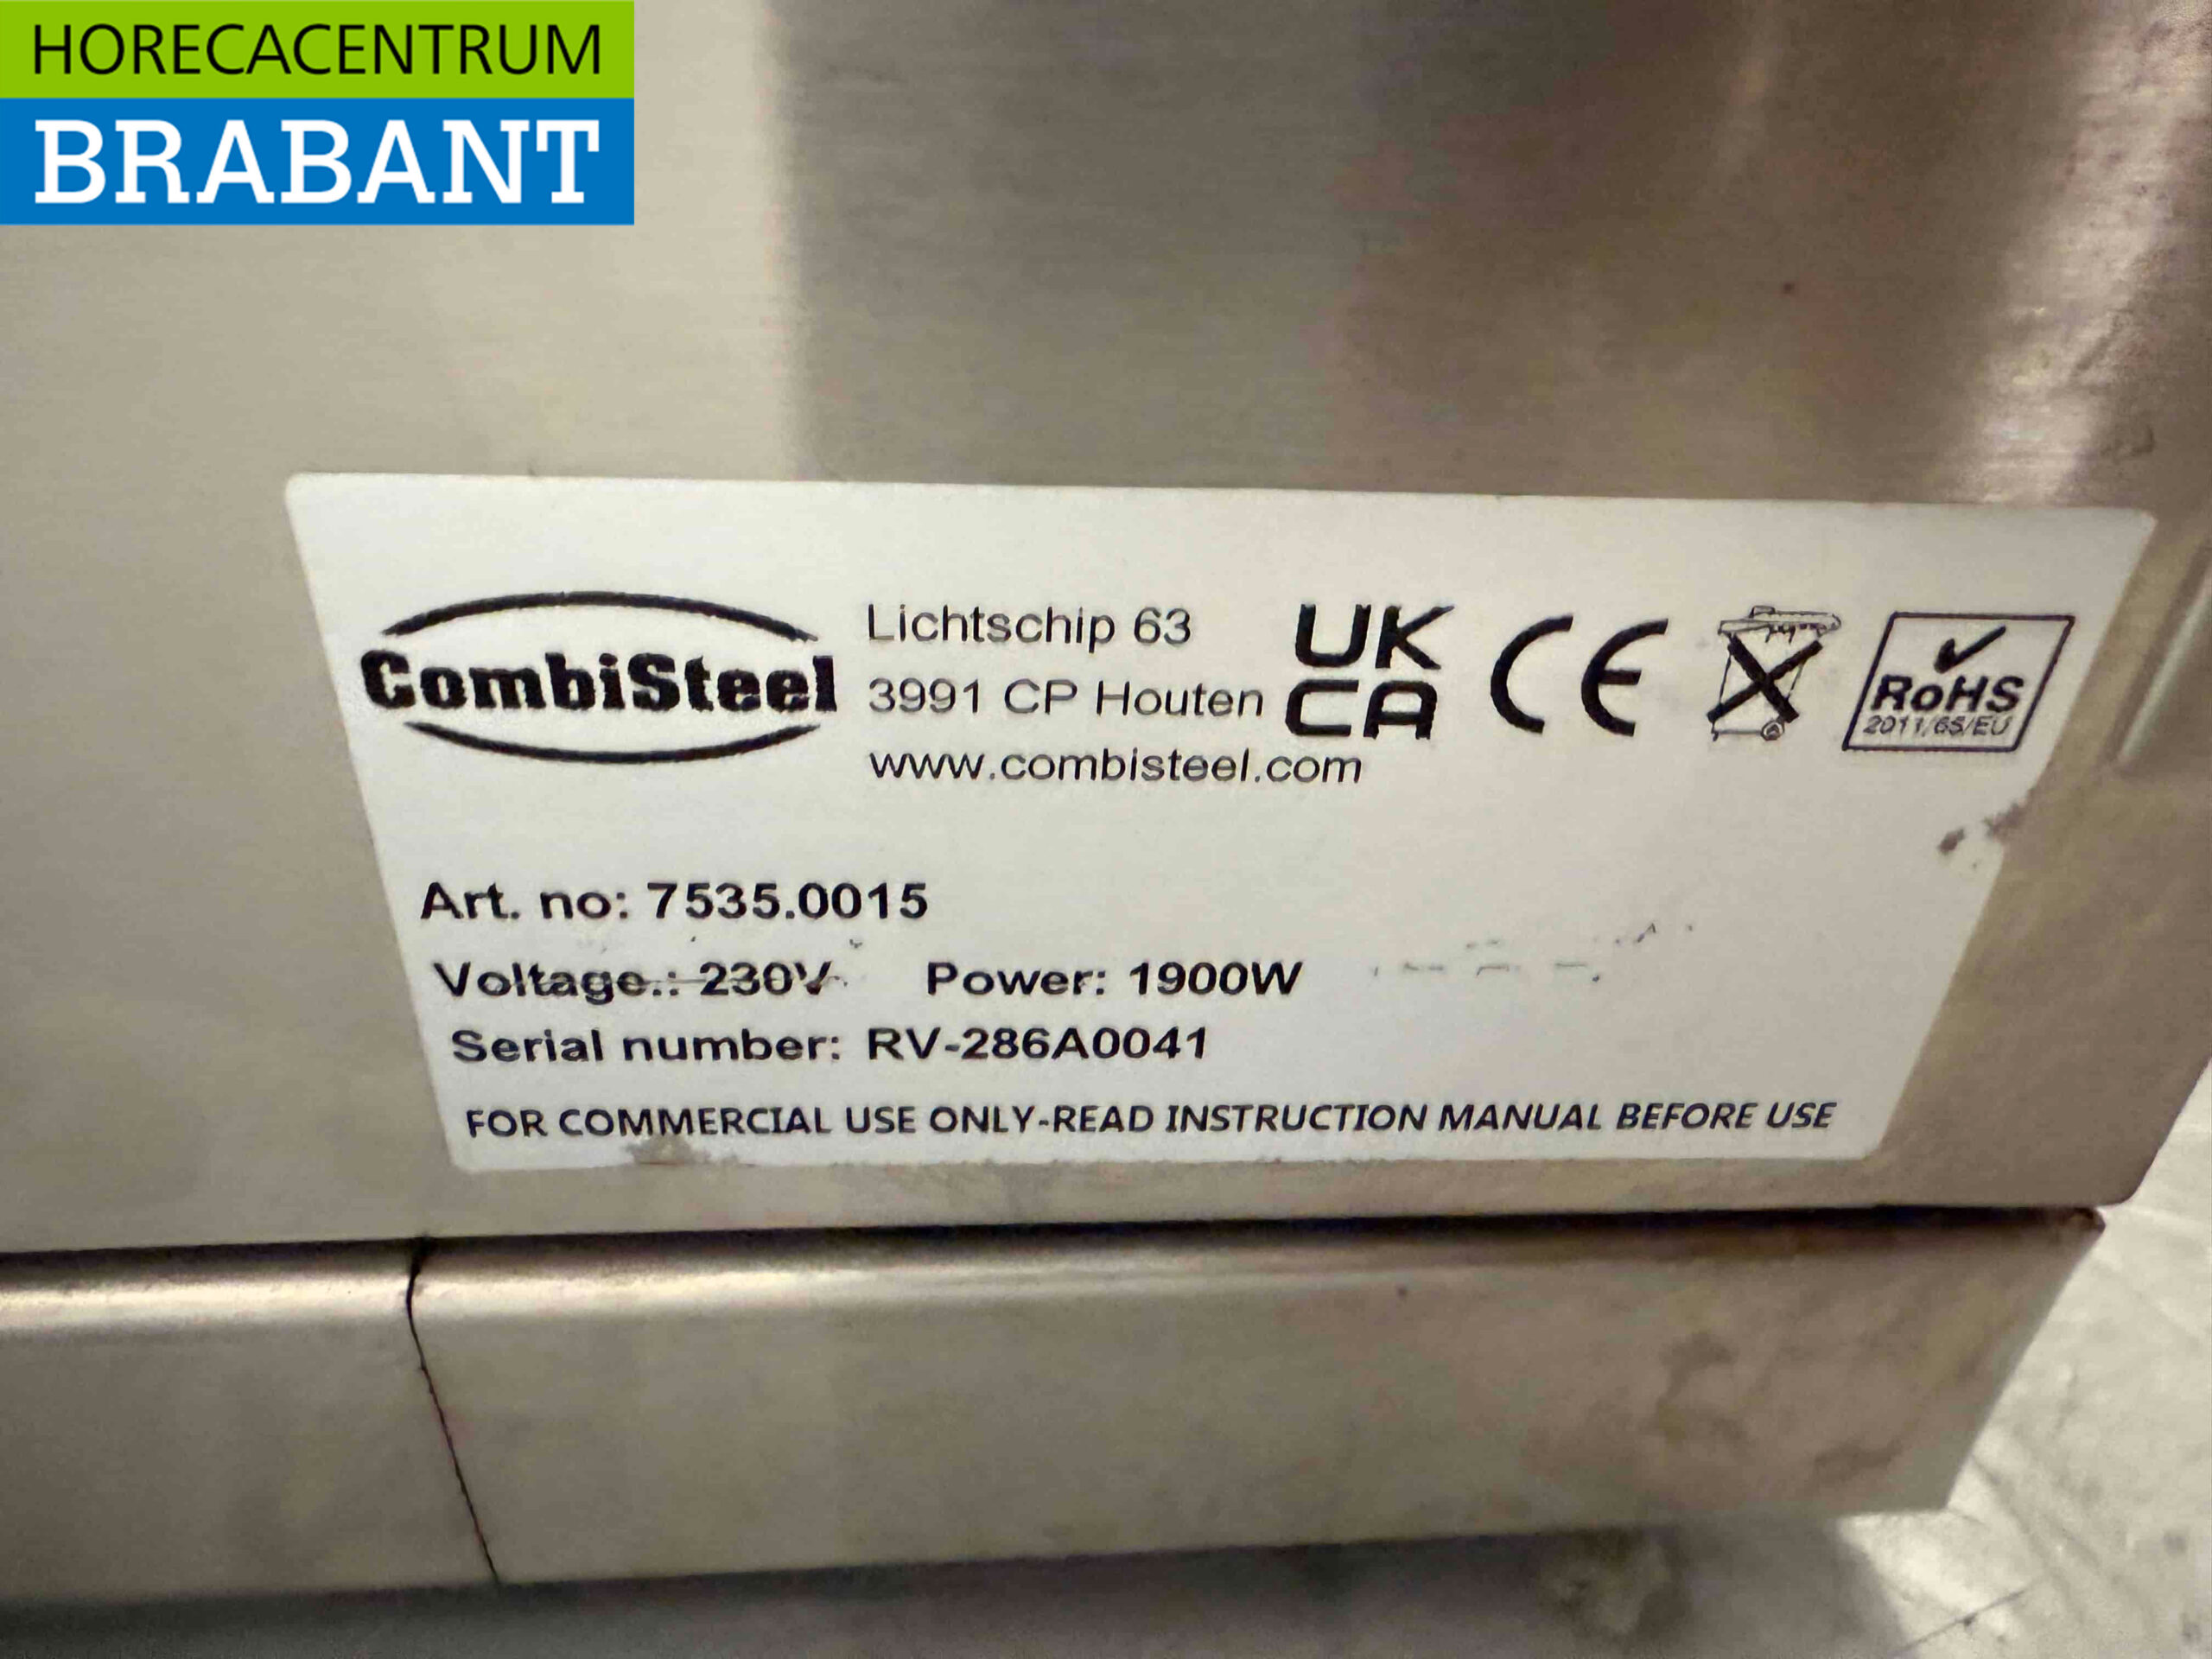 HORECACENTRUM
BRABANT
CombiSteel
Lichtschip 63
3991 CP Houten
www.combisteel.com
UK
CA
CE
RoHS
2011/65/EU
Art. no: 7535.0015
Voltage.: 230V Power: 1900W
Serial number: RV-286A0041
FOR COMMERCIAL USE ONLY-READ INSTRUCTION MANUAL BEFORE USE